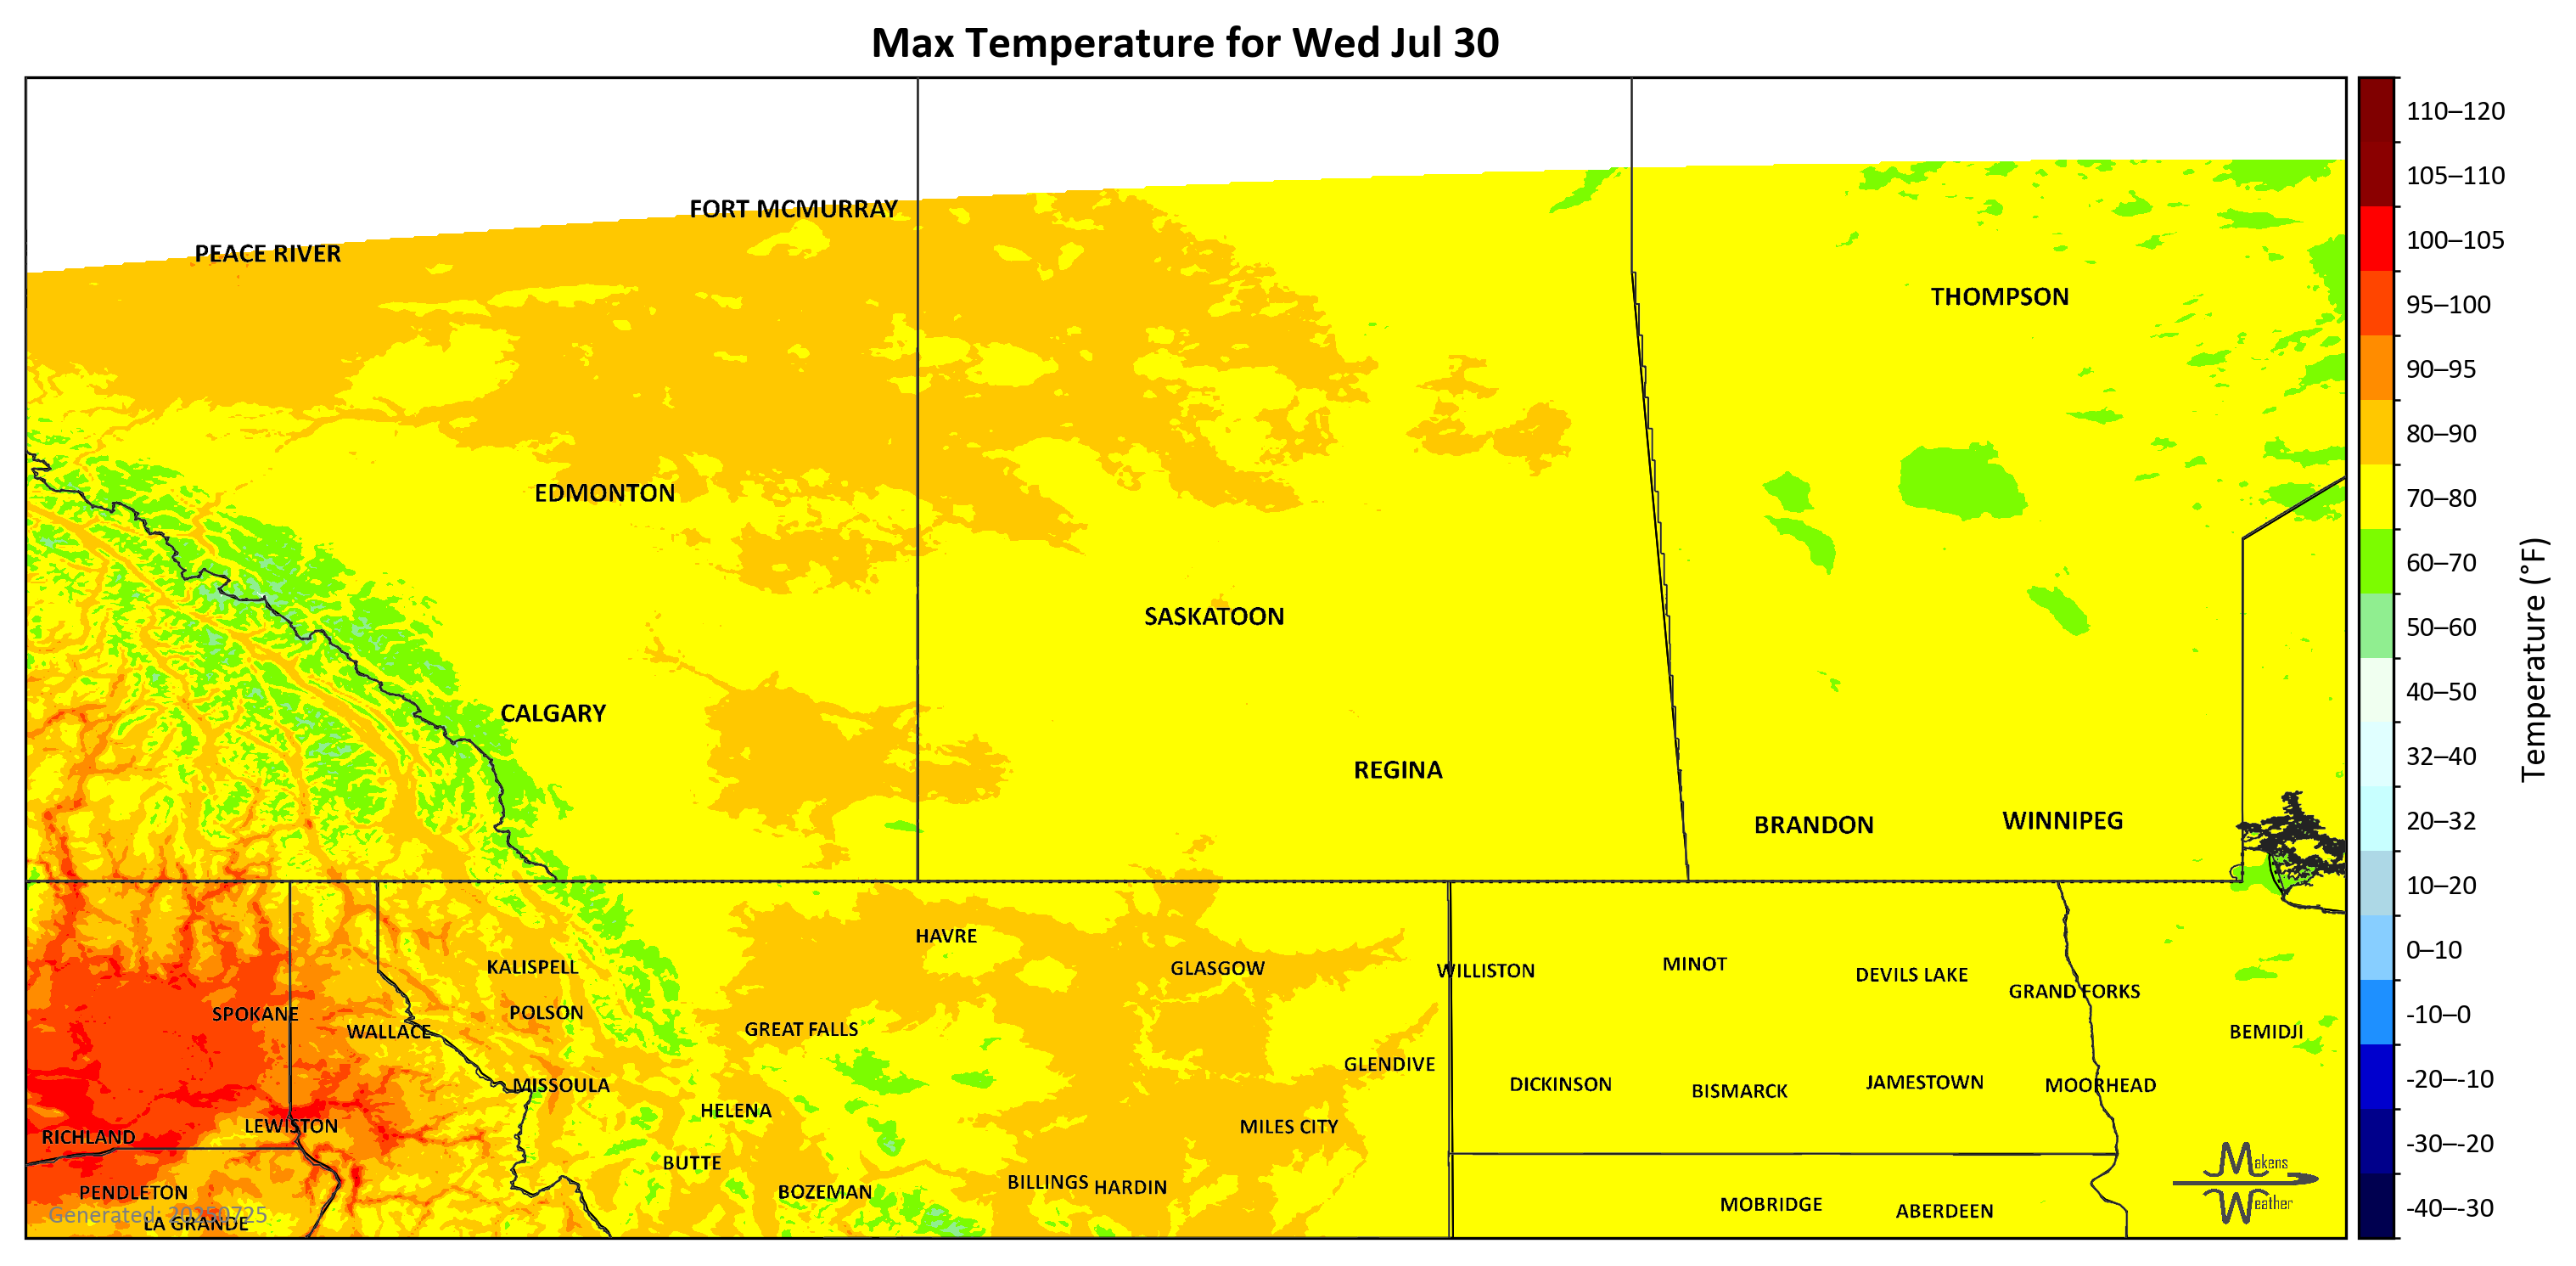 Max Temperature for Wed Jul 30
110–120
105–110
FORT MCMURRAY
100–105
PEACE RIVER
THOMPSON
95–100
90–95
80–90
EDMONTON
70–80
60–70
SASKATOON
50–60
40–50
CALGARY
Temperature (°F)
32–40
REGINA
BRANDON
WINNIPEG
20–32
10–20
HAVRE
0–10
KALISPELL
GLASGOW
WILLISTON
MINOT
DEVILS LAKE
GRAND FORKS
SPOKANE
POLSON
-10–0
WALLACE
GREAT FALLS
BEMIDJI
GLENDIVE
-20–-10
MISSOULA
DICKINSON
BISMARCK
JAMESTOWN
MOORHEAD
HELENA
LEWISTON
MILES CITY
RICHLAND
-30–-20
BUTTE
Makens
PENDLETON
BOZEMAN
BILLINGS
HARDIN
Weather
MOBRIDGE
ABERDEEN
-40–-30
Generated: 20250725
LA GRANDE